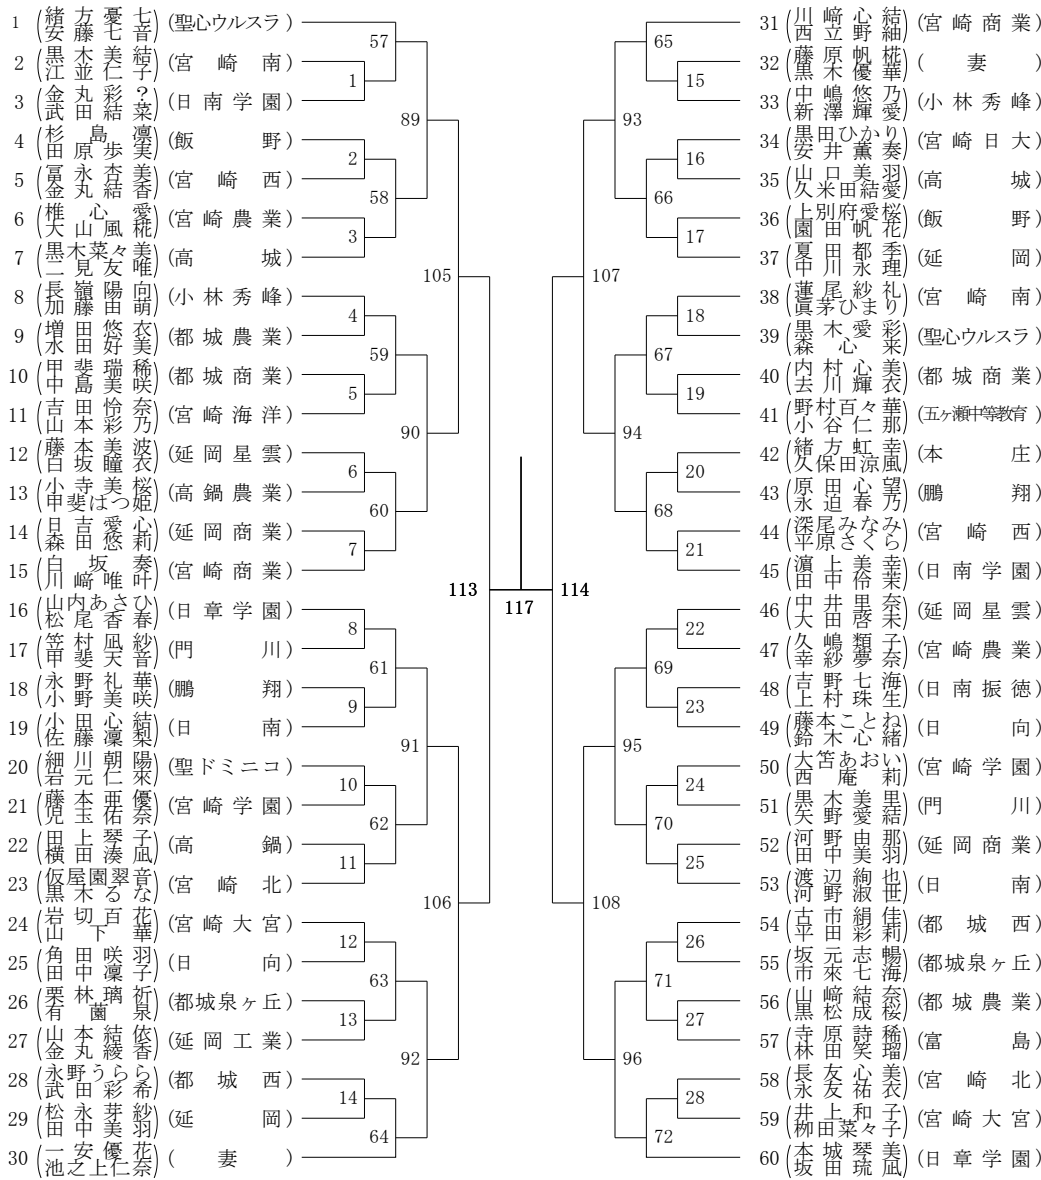 1 (緒方憂七 安藤七音) (聖心ウルスラ)
2 (黒木美結 江並仁子) (宮崎南)
3 (金丸彩? 武田結菜) (日南学園)
4 (杉島凛 田原歩実) (飯野)
5 (冨永杏美 金丸結香) (宮崎西)
6 (椎心愛 大山風椛) (宮崎農業)
7 (黒木菜々美 二見友唯) (高城)
8 (長嶺陽向 加藤由萌) (小林秀峰)
9 (増田悠衣 水田好美) (都城農業)
10 (甲斐瑞稀 中島美咲) (都城商業)
11 (吉田怜奈 山本彩乃) (宮崎海洋)
12 (藤本美波 白坂瞳衣) (延岡星雲)
13 (小寺美桜 甲斐はつ姫) (高鍋農業)
14 (日吉愛心 森田悠莉) (延岡商業)
15 (白坂奏 川﨑唯叶) (宮崎商業)
16 (山内あさひ 松尾香春) (日章学園)
17 (笠村凪紗 甲斐天音) (門川)
18 (永野礼華 小野美咲) (鵬翔)
19 (小田心結 佐藤凜梨) (日南)
20 (細川朝陽 岩元仁來) (聖ドミニコ)
21 (藤本亜優 児玉佑奈) (宮崎学園)
22 (田上琴子 横田湊凪) (高鍋)
23 (仮屋園翠音 黒木るな) (宮崎北)
24 (岩切百花 山下華) (宮崎大宮)
25 (角田咲羽 田中凜子) (日向)
26 (栗林璃祈 有薗泉) (都城泉ヶ丘)
27 (山本結依 金丸綾香) (延岡工業)
28 (永野うらら 武田彩希) (都城西)
29 (松永芽紗 田中美羽) (延岡)
30 (一安優花 池之上仁奈) (妻)
57
1
2
58
3
89
4
59
5
90
6
60
7
105
8
61
9
91
10
62
11
106
12
63
13
92
14
64
113
117
114
65
15
93
16
66
17
107
18
67
19
94
20
68
21
22
69
23
95
24
70
25
108
26
71
27
96
28
72
31 (川﨑心結 西立野紬) (宮崎商業)
32 (藤原帆椛 黒木優華) (妻)
33 (中嶋悠乃 新澤輝愛) (小林秀峰)
34 (黒田ひかり 安井薫奏) (宮崎日大)
35 (山口美羽 久米田結愛) (高城)
36 (上別府愛桜 園田帆花) (飯野)
37 (夏田都季 中川永理) (延岡)
38 (蓮尾紗礼 眞茅ひまり) (宮崎南)
39 (黒木愛彩 森心来) (聖心ウルスラ)
40 (内村心美 去川輝衣) (都城商業)
41 (野村百々華 小谷仁那) (五ヶ瀬中等教育)
42 (緒方虹幸 久保田涼風) (本庄)
43 (原田心望 永迫春乃) (鵬翔)
44 (深尾みなみ 平原さくら) (宮崎西)
45 (濵上美幸 田中伶茉) (日南学園)
46 (中井里奈 大田啓未) (延岡星雲)
47 (久嶋類子 幸紗夢奈) (宮崎農業)
48 (吉野七海 上村珠生) (日南振徳)
49 (藤本ことね 鈴木心緒) (日向)
50 (大笘あおい 西庵莉) (宮崎学園)
51 (黒木美里 矢野愛結) (門川)
52 (河野由那 田中美羽) (延岡商業)
53 (渡辺絢也 河野淑世) (日南)
54 (古市絹佳 平田彩莉) (都城西)
55 (坂元志暢 市來七海) (都城泉ヶ丘)
56 (山﨑結奈 黒松成桜) (都城農業)
57 (寺原詩稀 林田笑瑠) (富島)
58 (長友心美 永友祐衣) (宮崎北)
59 (井上和子 栁田菜々子) (宮崎大宮)
60 (本城琴美 坂田琉凪) (日章学園)